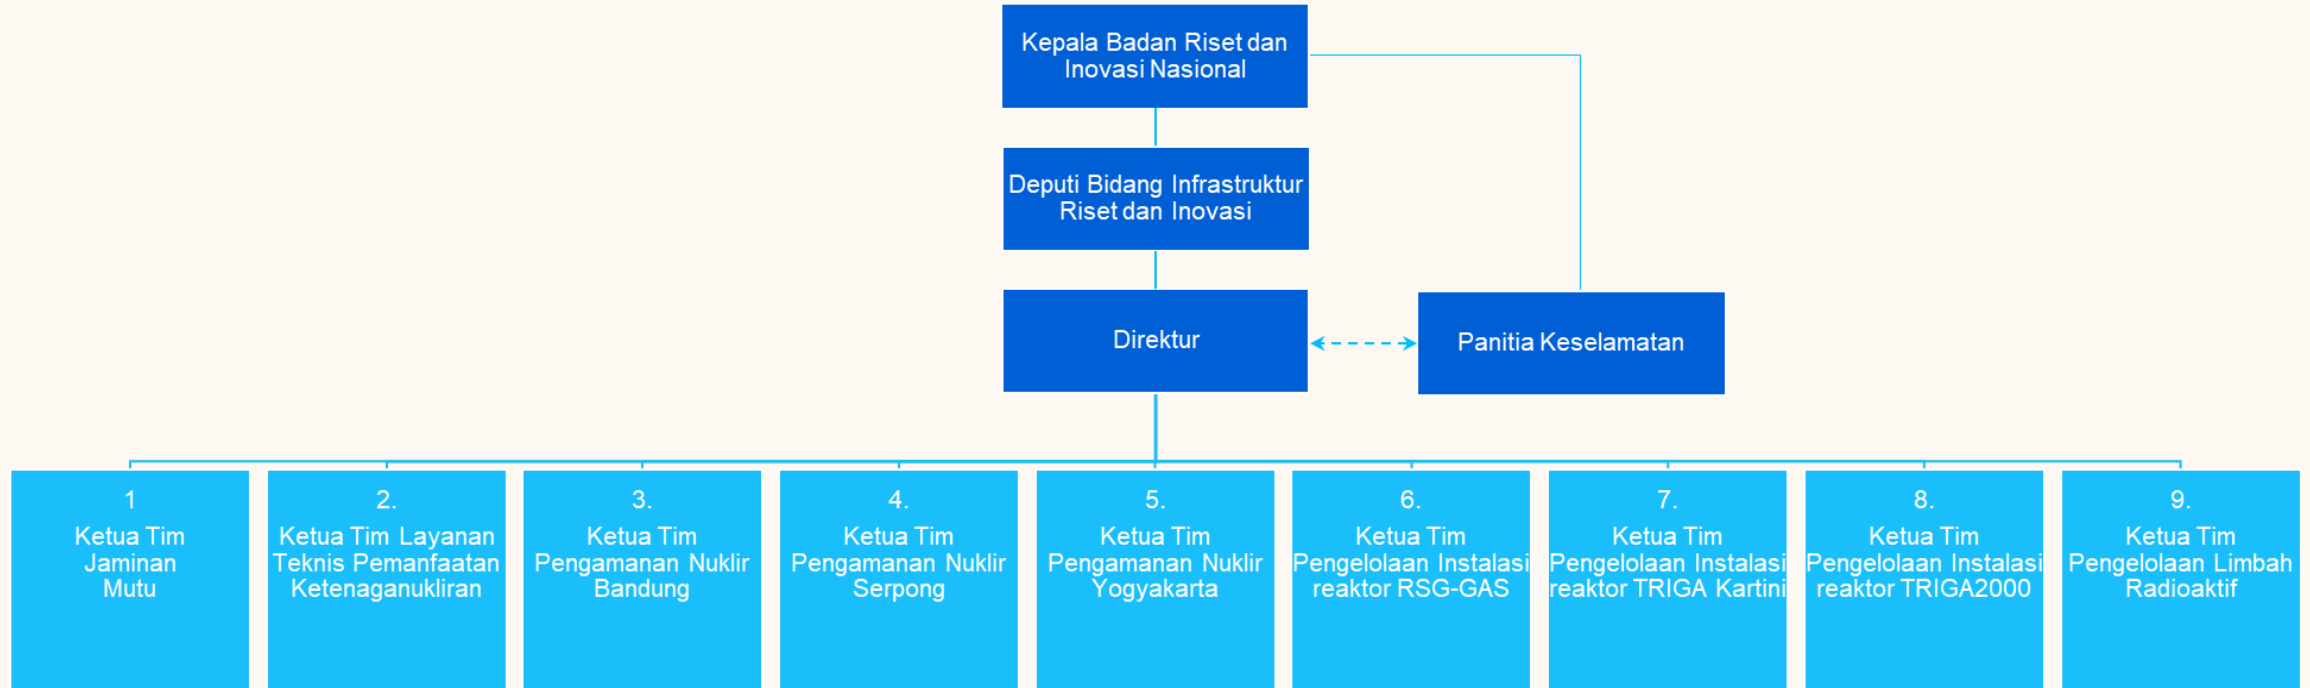 Kepala Badan Riset dan
Inovasi Nasional
Deputi Bidang Infrastruktur
Riset dan Inovasi
Direktur
Panitia Keselamatan
1
Ketua Tim
Jaminan
Mutu
2.
Ketua Tim Layanan
Teknis Pemanfaatan
Ketenaganukliran
3.
Ketua Tim
Pengamanan Nuklir
Bandung
4.
Ketua Tim
Pengamanan Nuklir
Serpong
5.
Ketua Tim
Pengamanan Nuklir
Yogyakarta
6.
Ketua Tim
Pengelolaan Instalasi
reaktor RSG-GAS
7.
Ketua Tim
Pengelolaan Instalasi
reaktor TRIGA Kartini
8.
Ketua Tim
Pengelolaan Instalasi
reaktor TRIGA2000
9.
Ketua Tim
Pengelolaan Limbah
Radioaktif